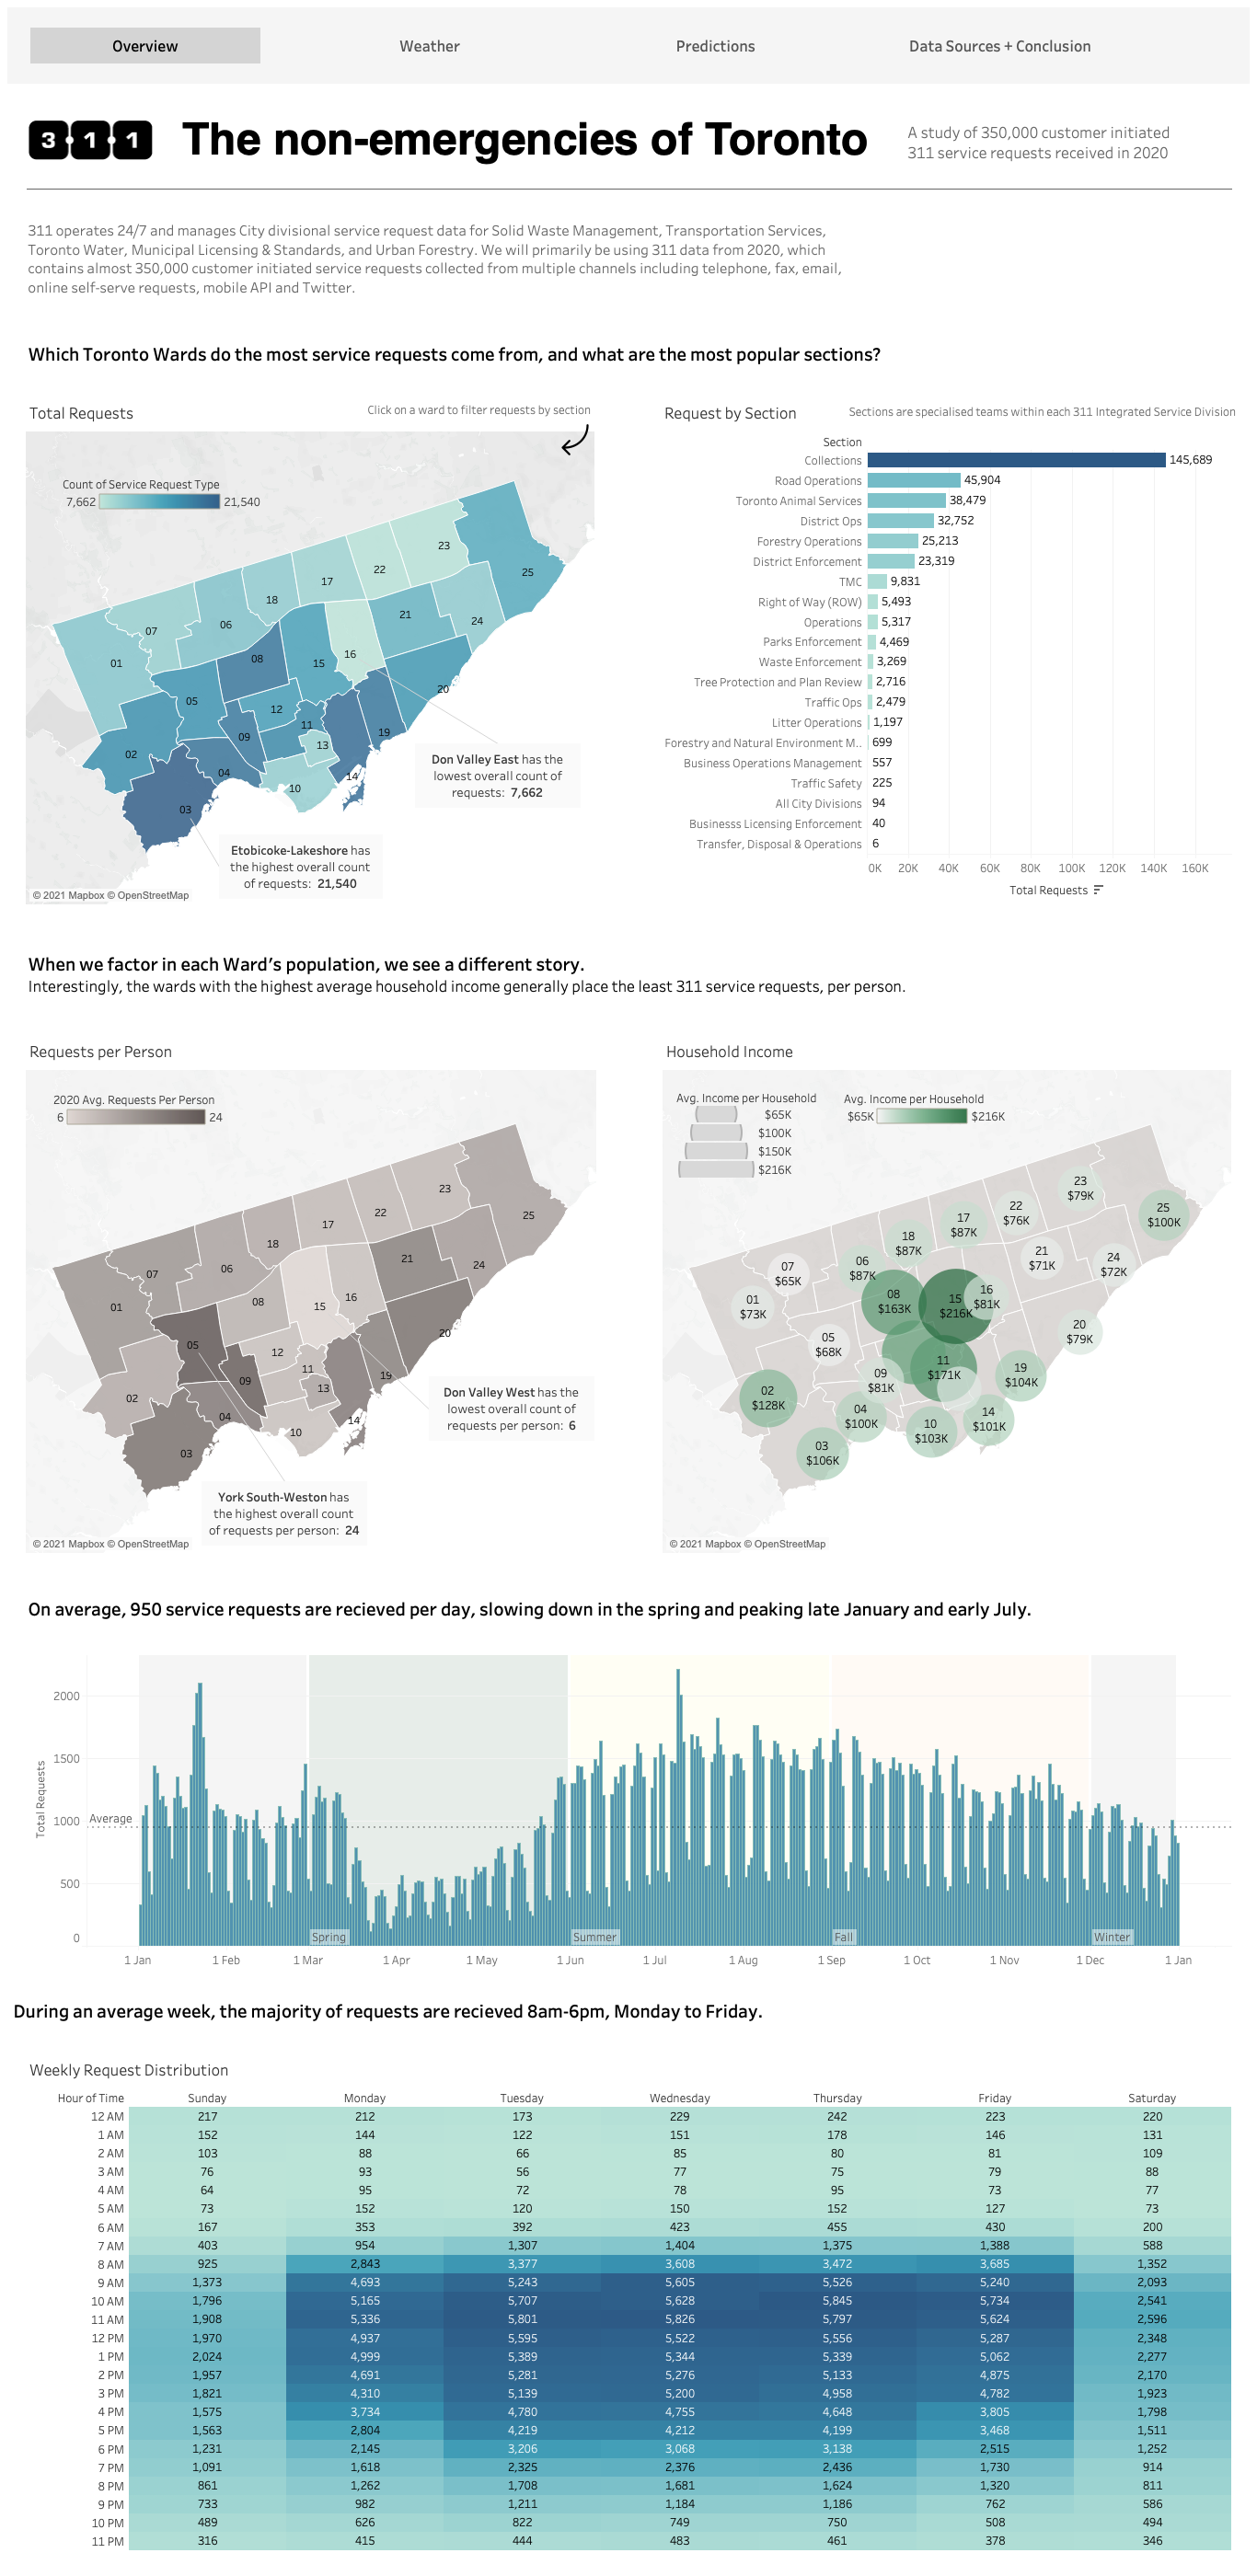 Overview Weather Predictions Data Sources + Conclusion
3 1 1 The non-emergencies of Toronto
A study of 350,000 customer initiated
311 service requests received in 2020
311 operates 24/7 and manages City divisional service request data for Solid Waste Management, Transportation Services,
Toronto Water, Municipal Licensing & Standards, and Urban Forestry. We will primarily be using 311 data from 2020, which
contains almost 350,000 customer initiated service requests collected from multiple channels including telephone, fax, email,
online self-serve requests, mobile API and Twitter.
Which Toronto Wards do the most service requests come from, and what are the most popular sections?
Total Requests
Click on a ward to filter requests by section
Count of Service Request Type
7,662 21,540
23
22
25
17
18
21
24
06
07
16
08
15
01
20
05
12
11
19
09
13
02
04
14
10
03
Don Valley East has the
lowest overall count of
requests: 7,662
Etobicoke-Lakeshore has
the highest overall count
of requests: 21,540
© 2021 Mapbox © OpenStreetMap
Request by Section
Sections are specialised teams within each 311 Integrated Service Division
Section
Collections 145,689
Road Operations 45,904
Toronto Animal Services 38,479
District Ops 32,752
Forestry Operations 25,213
District Enforcement 23,319
TMC 9,831
Right of Way (ROW) 5,493
Operations 5,317
Parks Enforcement 4,469
Waste Enforcement 3,269
Tree Protection and Plan Review 2,716
Traffic Ops 2,479
Litter Operations 1,197
Forestry and Natural Environment M.. 699
Business Operations Management 557
Traffic Safety 225
All City Divisions 94
Businesss Licensing Enforcement 40
Transfer, Disposal & Operations 6
0K 20K 40K 60K 80K 100K 120K 140K 160K
Total Requests
When we factor in each Ward's population, we see a different story.
Interestingly, the wards with the highest average household income generally place the least 311 service requests, per person.
Requests per Person
2020 Avg. Requests Per Person
6 24
23
22
25
17
18
21
24
06
07
16
08
15
01
20
05
12
11
19
09
13
02
04
14
10
03
Don Valley West has the
lowest overall count of
requests per person: 6
York South-Weston has
the highest overall count
of requests per person: 24
© 2021 Mapbox © OpenStreetMap
Household Income
Avg. Income per Household
$65K
$100K
$150K
$216K
Avg. Income per Household
$65K $216K
23
$79K
22
$76K
25
$100K
17
$87K
18
$87K
21
$71K
24
$72K
06
$87K
07
$65K
16
$81K
08
$163K
15
$216K
01
$73K
20
$79K
05
$68K
11
$171K
19
$104K
09
$81K
02
$128K
04
$100K
14
$101K
10
$103K
03
$106K
© 2021 Mapbox © OpenStreetMap
On average, 950 service requests are recieved per day, slowing down in the spring and peaking late January and early July.
Total Requests
2000
1500
1000
500
0
Average
Spring Summer Fall Winter
1 Jan 1 Feb 1 Mar 1 Apr 1 May 1 Jun 1 Jul 1 Aug 1 Sep 1 Oct 1 Nov 1 Dec 1 Jan
During an average week, the majority of requests are recieved 8am-6pm, Monday to Friday.
Weekly Request Distribution
Hour of Time Sunday Monday Tuesday Wednesday Thursday Friday Saturday
12 AM 217 212 173 229 242 223 220
1 AM 152 144 122 151 178 146 131
2 AM 103 88 66 85 80 81 109
3 AM 76 93 56 77 75 79 88
4 AM 64 95 72 78 95 73 77
5 AM 73 152 120 150 152 127 73
6 AM 167 353 392 423 455 430 200
7 AM 403 954 1,307 1,404 1,375 1,388 588
8 AM 925 2,843 3,377 3,608 3,472 3,685 1,352
9 AM 1,373 4,693 5,243 5,605 5,526 5,240 2,093
10 AM 1,796 5,165 5,707 5,628 5,845 5,734 2,541
11 AM 1,908 5,336 5,801 5,826 5,797 5,624 2,596
12 PM 1,970 4,937 5,595 5,522 5,556 5,287 2,348
1 PM 2,024 4,999 5,389 5,344 5,339 5,062 2,277
2 PM 1,957 4,691 5,281 5,276 5,133 4,875 2,170
3 PM 1,821 4,310 5,139 5,200 4,958 4,782 1,923
4 PM 1,575 3,734 4,780 4,755 4,648 3,805 1,798
5 PM 1,563 2,804 4,219 4,212 4,199 3,468 1,511
6 PM 1,231 2,145 3,206 3,068 3,138 2,515 1,252
7 PM 1,091 1,618 2,325 2,376 2,436 1,730 914
8 PM 861 1,262 1,708 1,681 1,624 1,320 811
9 PM 733 982 1,211 1,184 1,186 762 586
10 PM 489 626 822 749 750 508 494
11 PM 316 415 444 483 461 378 346